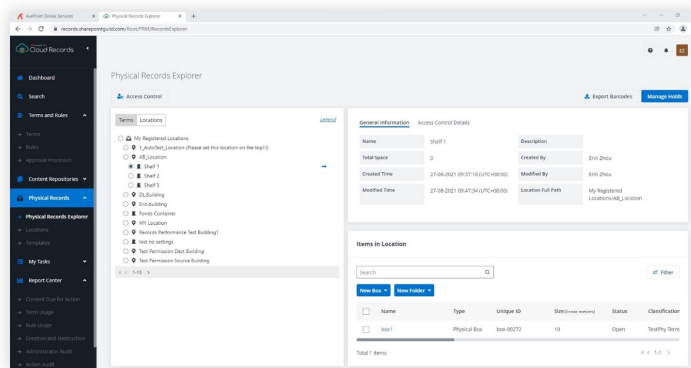 AvePoint Online Services
Physical Records Explorer
records.sharepointguild.com/Root/PRM/RecordsExplorer
Cloud Records
EZ
Dashboard
Search
Terms and Rules
Terms
Rules
Approval Processes
Content Repositories
Physical Records
Physical Records Explorer
Locations
Templates
My Tasks
Report Center
Content Due for Action
Term Usage
Rule Usage
Creation and Destruction
Administrator Audit
Action Audit
Physical Records Explorer
Access Control
Export Barcodes
Manage Holds
Terms Locations
Legend
My Registered Locations
1_AutoTest_Location (Please set this location on the top!!!)
AB_Location
Shelf 1
Shelf 2
Shelf 3
DLBuilding
Erin.building
Fonds Container
MY Location
Records Performance Test Building1
test no settings
Test Permission Dest Building
Test Permission Source Building
1-10
General Information Access Control Details
Name Shelf 1 Description
Total Space 0 Created By Erin Zhou
Created Time 27-08-2021 09:37:18 (UTC+08:00) Modified By Erin Zhou
Modified Time 27-08-2021 09:47:34 (UTC+08:00) Location Full Path My Registered
Locations/AB_Location
Items in Location
Search
Filter
New Box New Folder
Name Type Unique ID Size(linear metres) Status Classification
box1 Physical Box box-00272 10 Open TestPhy Term
Total 1 items
1-1